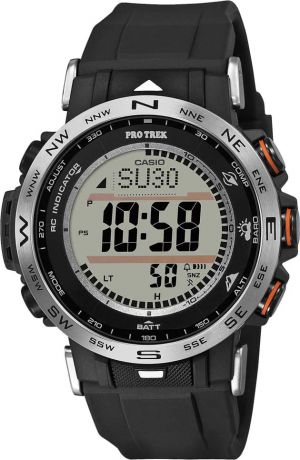 N
NNE
NE
ENE
E
ESE
SE
SSE
S
SSW
SW
WSW
W
WNW
NW
NNW
330
30
60
120
150
180
210
240
270
300
PRO TREK
CASIO
ADJUST
RC INDICATOR
MODE
COMP
BARO
ALTI
BATT
P
SU30
PS
10:58
LT
50
SNZ
H